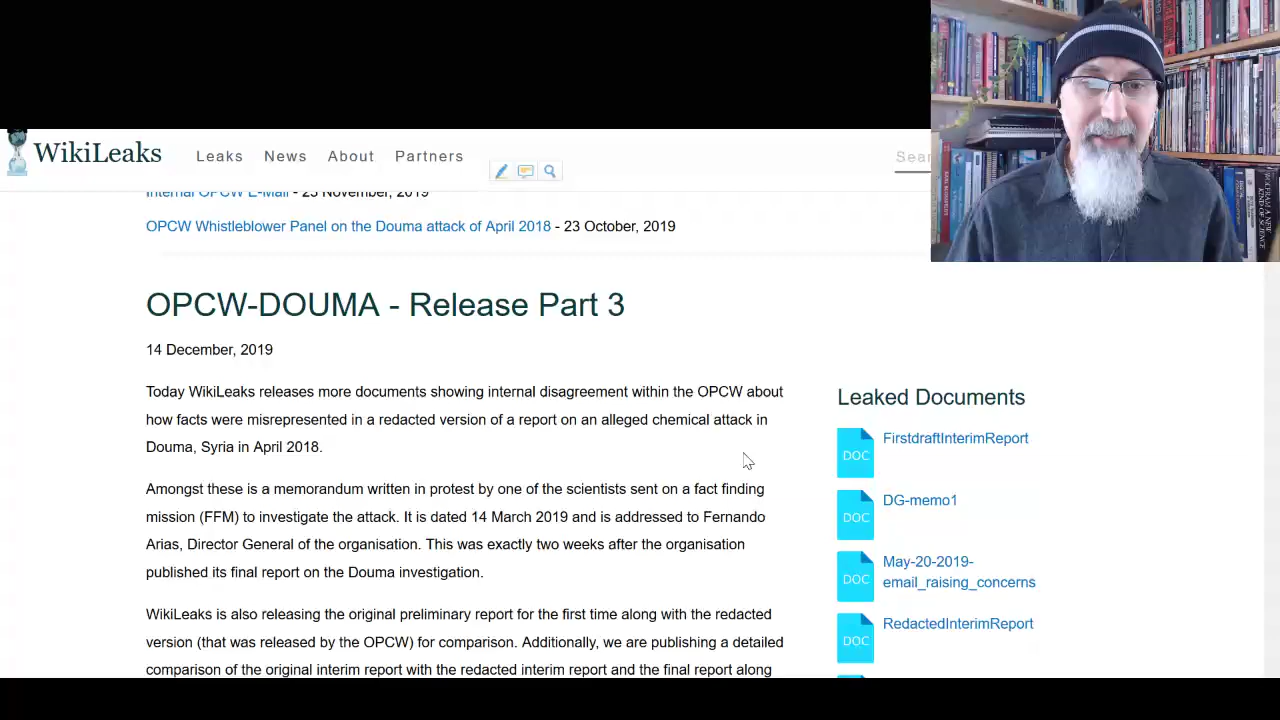 WikiLeaks
Leaks News About Partners
Sear
Internal OPCW E-Mail - 23 November, 2019
OPCW Whistleblower Panel on the Douma attack of April 2018 - 23 October, 2019
OPCW-DOUMA - Release Part 3
14 December, 2019
Today WikiLeaks releases more documents showing internal disagreement within the OPCW about
how facts were misrepresented in a redacted version of a report on an alleged chemical attack in
Douma, Syria in April 2018.
Amongst these is a memorandum written in protest by one of the scientists sent on a fact finding
mission (FFM) to investigate the attack. It is dated 14 March 2019 and is addressed to Fernando
Arias, Director General of the organisation. This was exactly two weeks after the organisation
published its final report on the Douma investigation.
WikiLeaks is also releasing the original preliminary report for the first time along with the redacted
version (that was released by the OPCW) for comparison. Additionally, we are publishing a detailed
comparison of the original interim report with the redacted interim report and the final report along
Leaked Documents
DOC
FirstdraftInterimReport
DOC
DG-memo1
DOC
May-20-2019-
email_raising_concerns
DOC
RedactedInterimReport
WOLFRAM A NEW
KIND OF SCIENCE